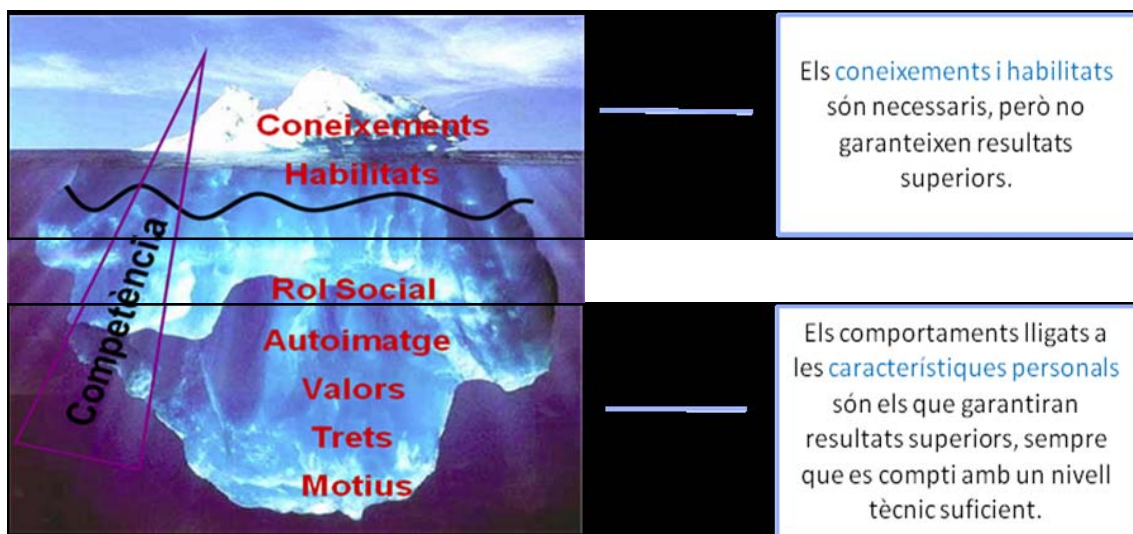 Coneixements
Habilitats
Competència
Rol Social
Autoimatge
Valors
Trets
Motius
Els coneixements i habilitats
són necessaris, però no
garanteixen resultats
superiors.
Els comportaments lligats a
les característiques personals
són els que garantiran
resultats superiors, sempre
que es compti amb un nivell
tècnic suficient.